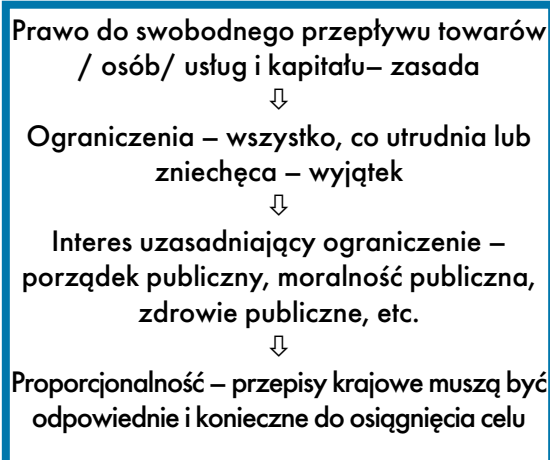 Prawo do swobodnego przepływu towarów
/ osób/ usług i kapitału– zasada
⇩
Ograniczenia – wszystko, co utrudnia lub
zniechęca – wyjątek
⇩
Interes uzasadniający ograniczenie –
porządek publiczny, moralność publiczna,
zdrowie publiczne, etc.
⇩
Proporcjonalność – przepisy krajowe muszą być
odpowiednie i konieczne do osiągnięcia celu